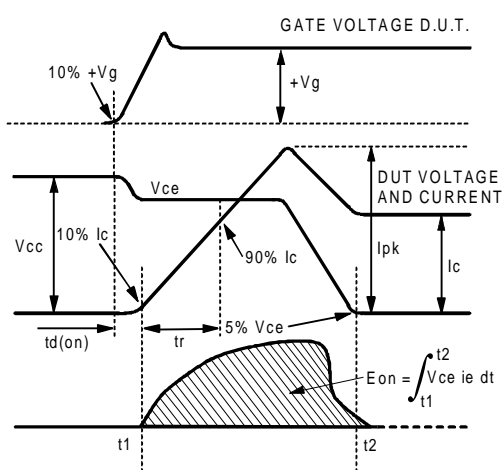 GATE VOLTAGE D.U.T.
10% +Vg
+Vg
DUT VOLTAGE
AND CURRENT
Vce
Vcc
10% Ic
90% Ic
Ipk
Ic
td(on)
tr
5% Vce
t2
Eon = ∫ Vce ie dt
t1
t1
t2